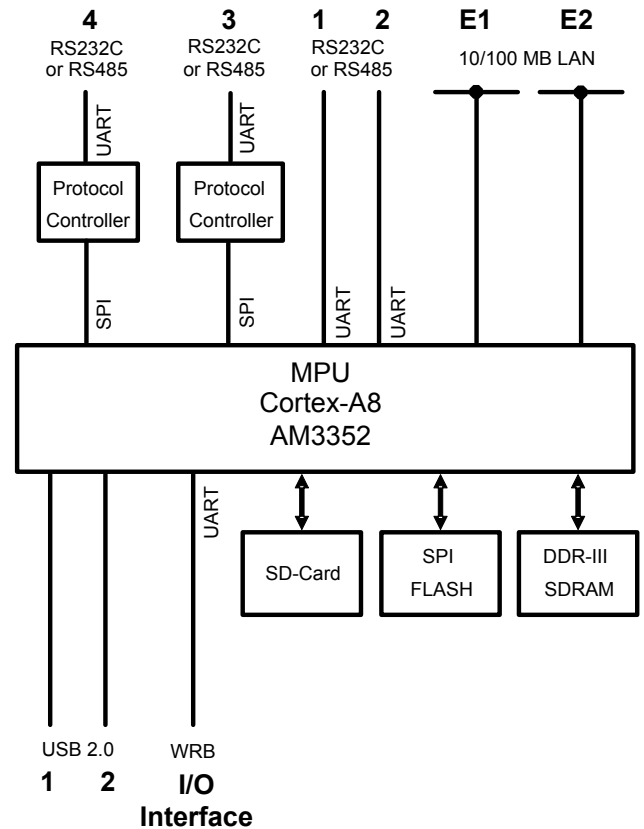 4 3 1 2 E1 E2
RS232C RS232C RS232C
or RS485 or RS485 or RS485
10/100 MB LAN
UART UART
Protocol Controller
Protocol Controller
SPI SPI UART UART
MPU
Cortex-A8
AM3352
UART
SD-Card
SPI
FLASH
DDR-III
SDRAM
USB 2.0 WRB
1 2 I/O
Interface